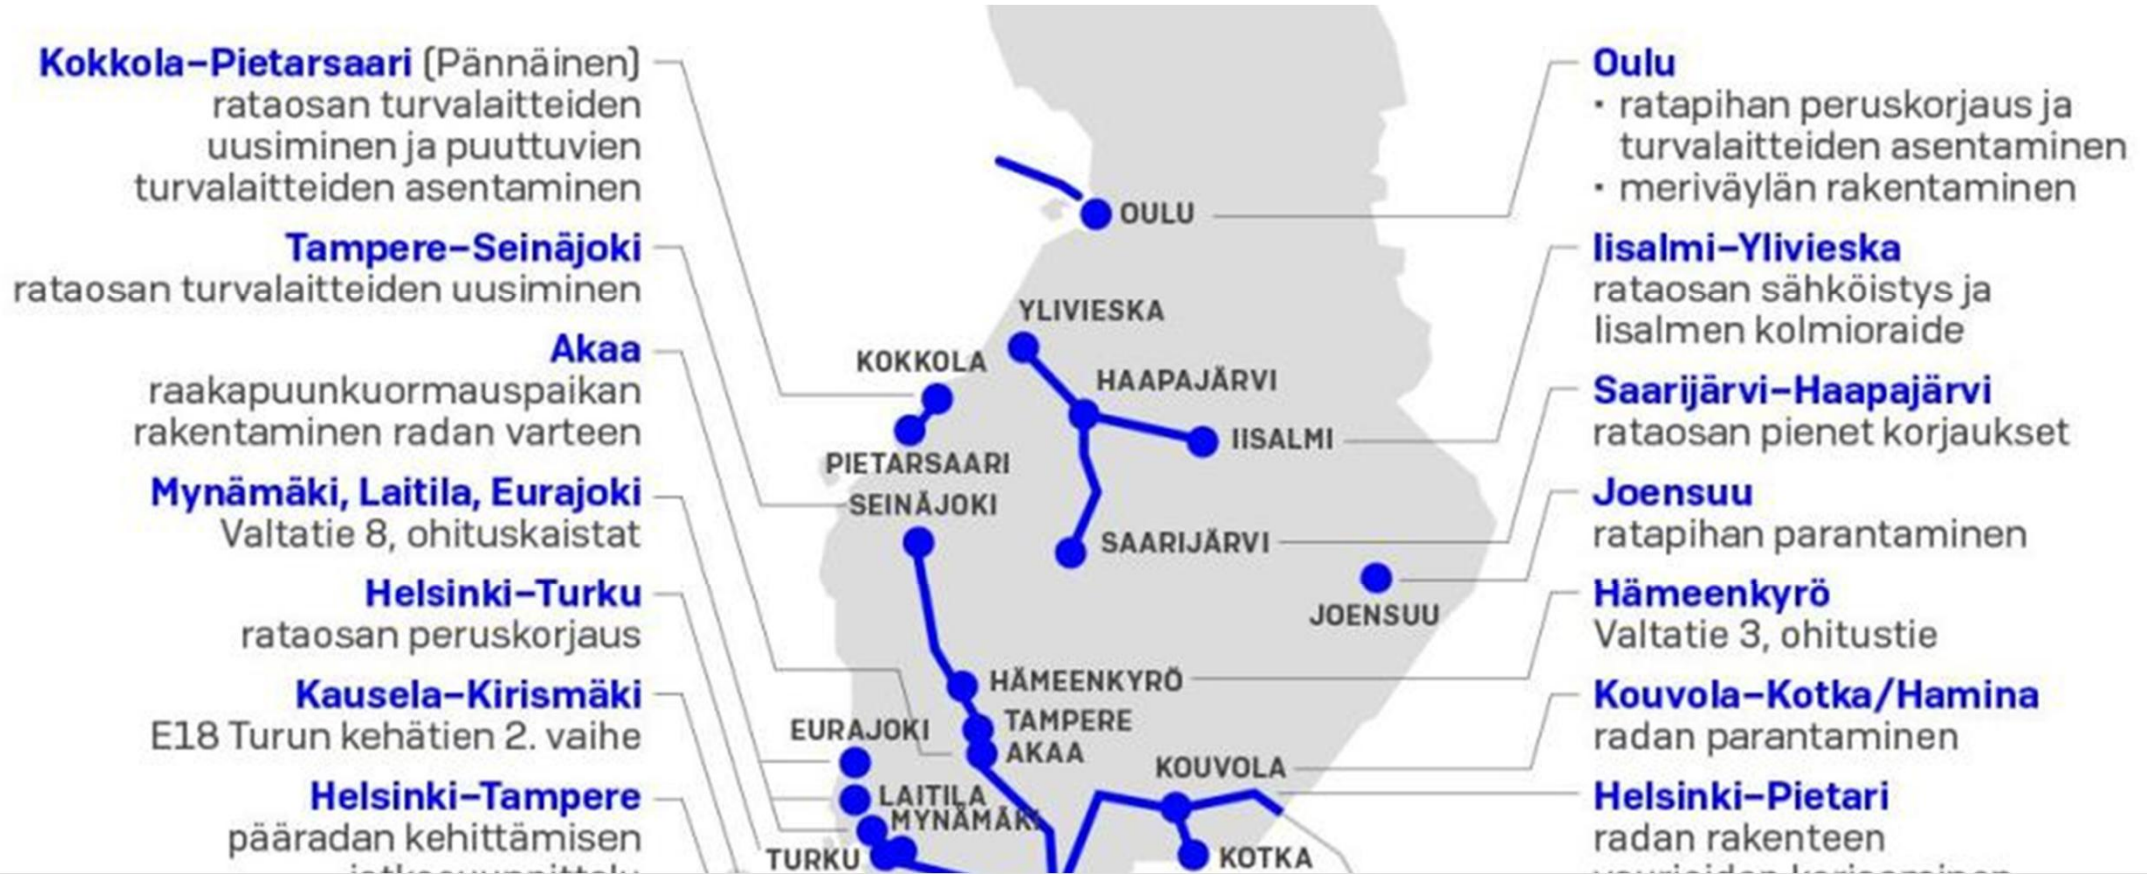 Kokkola–Pietarsaari (Pännäinen)
rataosan turvalaitteiden
uusiminen ja puuttuvien
turvalaitteiden asentaminen
Tampere–Seinäjoki
rataosan turvalaitteiden uusiminen
Akaa
raakapuunkuormauspaikan
rakentaminen radan varteen
Mynämäki, Laitila, Eurajoki
Valtatie 8, ohituskaistat
Helsinki–Turku
rataosan peruskorjaus
Kausela–Kirismäki
E18 Turun kehätien 2. vaihe
Helsinki–Tampere
pääradan kehittämisen
OULU
YLIVIESKA
KOKKOLA
HAAPAJÄRVI
IISALMI
PIETARSAARI
SEINÄJOKI
SAARIJÄRVI
JOENSUU
HÄMEENKYRÖ
TAMPERE
EURAJOKI
AKAA
KOUVOLA
LAITILA
MYNÄMÄKI
TURKU
KOTKA
Oulu
• ratapihan peruskorjaus ja
turvalaitteiden asentaminen
• meriväylän rakentaminen
Iisalmi–Ylivieska
rataosan sähköistys ja
Iisalmen kolmioraide
Saarijärvi–Haapajärvi
rataosan pienet korjaukset
Joensuu
ratapihan parantaminen
Hämeenkyrö
Valtatie 3, ohitustie
Kouvola–Kotka/Hamina
radan parantaminen
Helsinki–Pietari
radan rakenteen